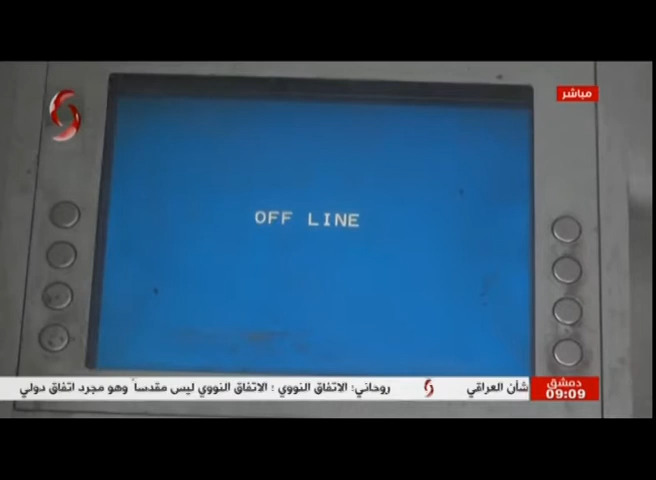 مباشر
OFF LINE
دمشق
09:09
شأن العراقي
روحاني: الاتفاق النووي : الاتفاق النووي ليس مقدساً وهو مجرد اتفاق دولي